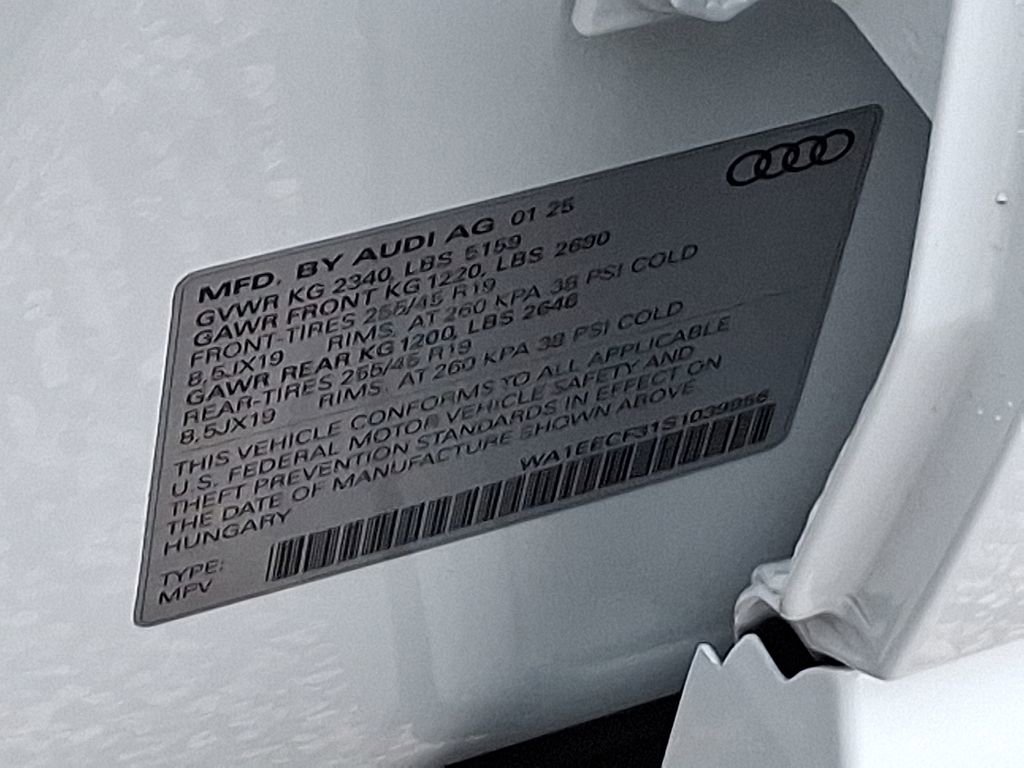 MFD. BY AUDI AG 01 25
GVWR KG 2340, LBS 5159
GAWR FRONT KG 1220, LBS 2690
FRONT-TIRES 255/45 R19
8,5JX19 RIMS, AT 260 KPA 38 PSI COLD
GAWR REAR KG 1200, LBS 2646
REAR-TIRES 255/45 R19
8,5JX19 RIMS, AT 260 KPA 38 PSI COLD
THIS VEHICLE CONFORMS TO ALL APPLICABLE
U.S. FEDERAL MOTOR VEHICLE SAFETY AND
THEFT PREVENTION STANDARDS IN EFFECT ON
THE DATE OF MANUFACTURE SHOWN ABOVE
HUNGARY
TYPE:
MPV